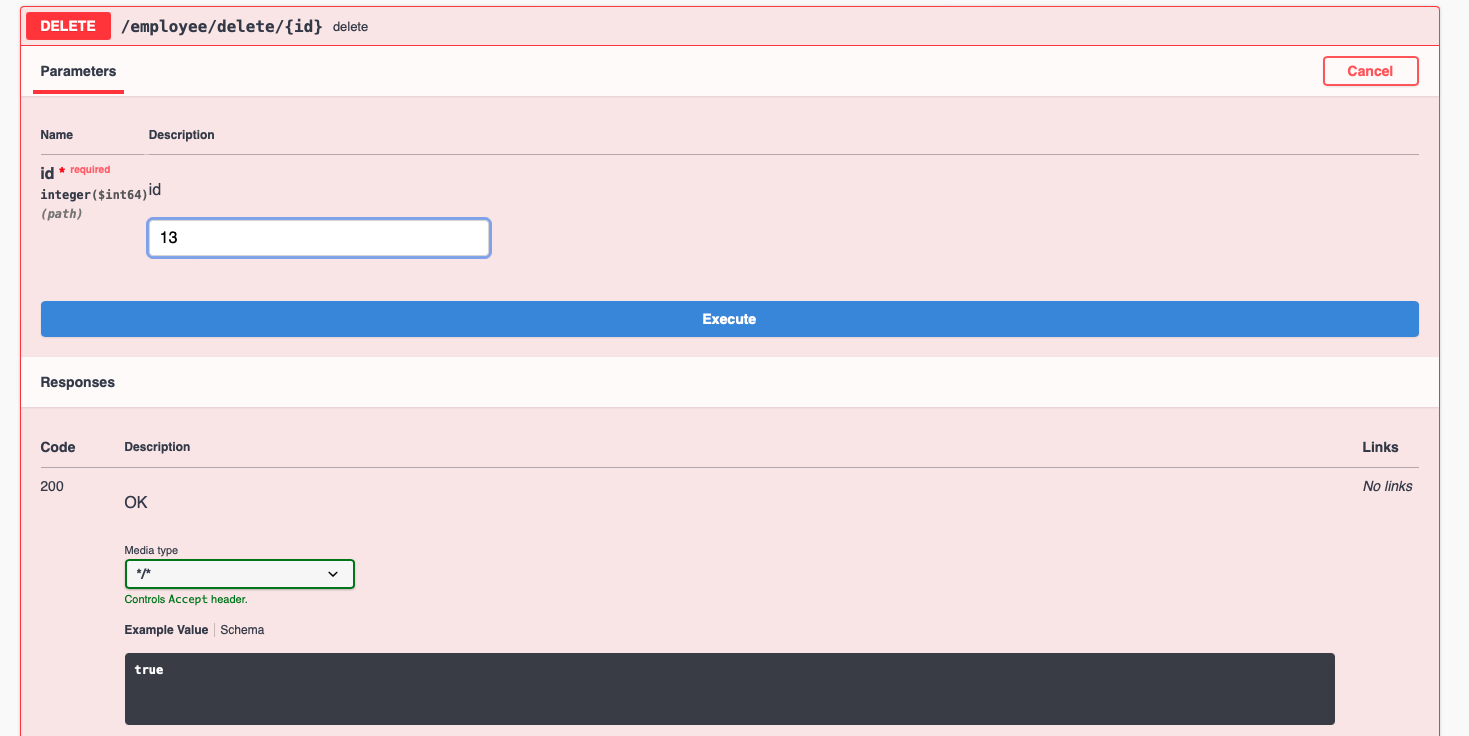 DELETE /employee/delete/{id} delete
Parameters Cancel
Name Description
id * required
integer($int64)
(path)
id
13
Execute
Responses
Code Description Links
200 OK No links
Media type
*/*
Controls Accept header.
Example Value Schema
true